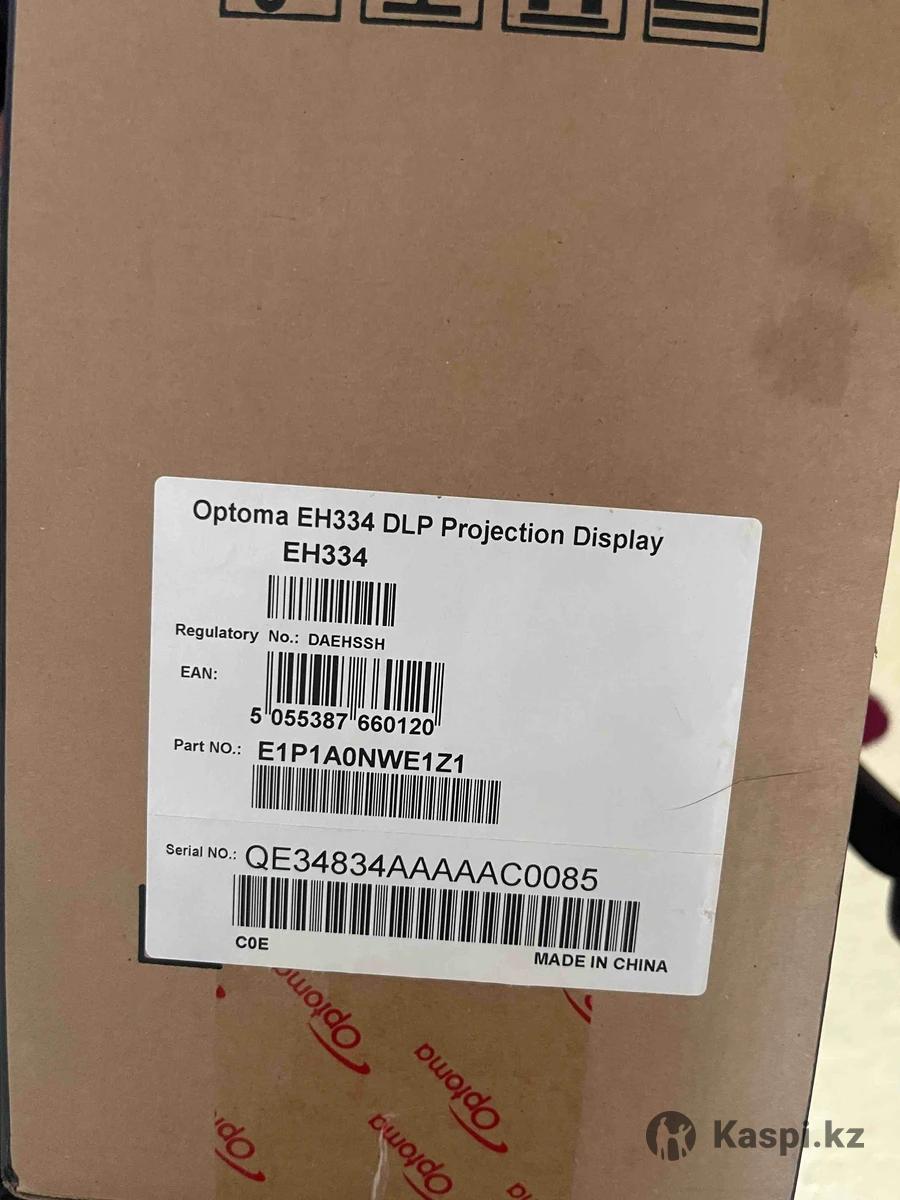 Optoma EH334 DLP Projection Display
EH334
Regulatory No.: DAEHSSH
EAN:
5 055387 660120
Part NO.: E1P1A0NWE1Z1
Serial NO.: QE34834AAAAAC0085
C0E
MADE IN CHINA
Optoma
Optoma
Optoma
Kaspi.kz